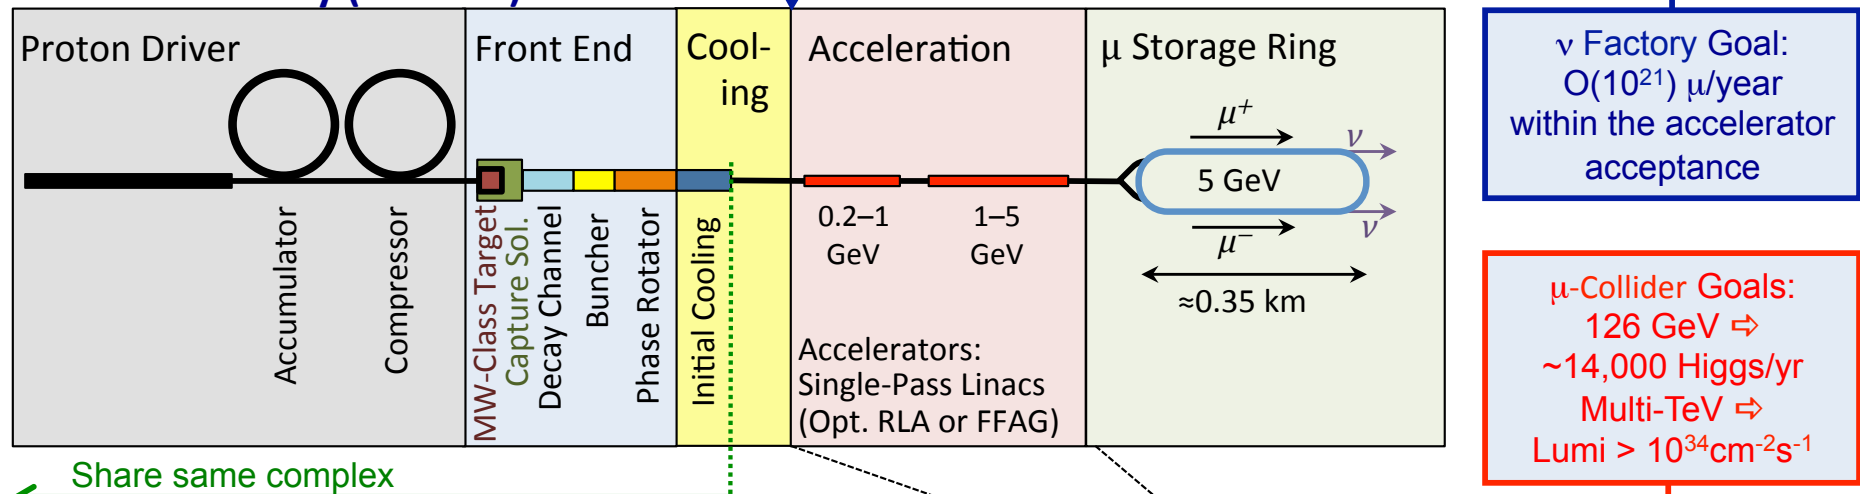 Proton Driver
Accumulator
Compressor
Front End
MW-Class Target
Capture Sol.
Decay Channel
Buncher
Phase Rotator
Cool-
ing
Initial Cooling
Acceleration
0.2–1
GeV
1–5
GeV
Accelerators:
Single-Pass Linacs
(Opt. RLA or FFAG)
μ Storage Ring
μ⁺
ν
5 GeV
ν
μ⁻
≈0.35 km
ν Factory Goal:
O(10²¹) μ/year
within the accelerator
acceptance
μ-Collider Goals:
126 GeV ⇨
~14,000 Higgs/yr
Multi-TeV ⇨
Lumi > 10³⁴cm⁻²s⁻¹
Share same complex